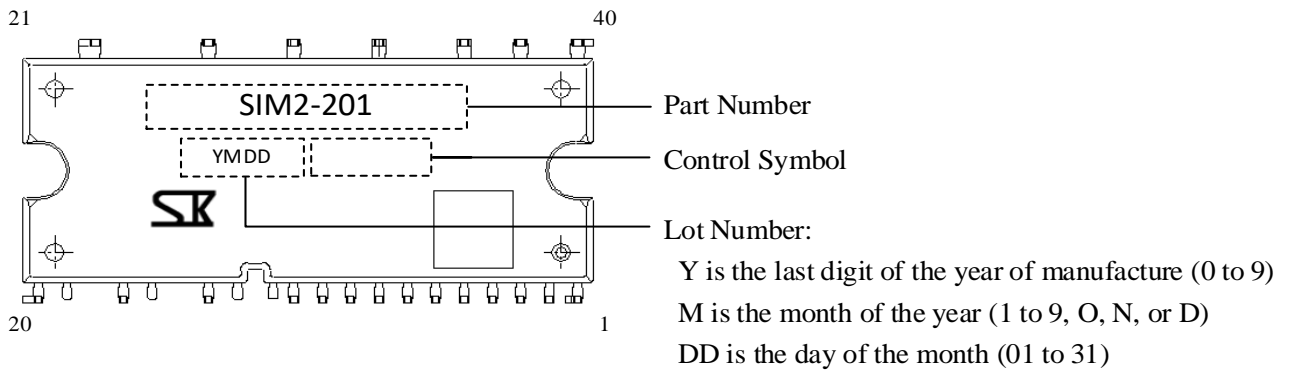 21 40
SIM2-201
Part Number
YMDD
Control Symbol
SK
Lot Number:
Y is the last digit of the year of manufacture (0 to 9)
M is the month of the year (1 to 9, O, N, or D)
DD is the day of the month (01 to 31)
20 1